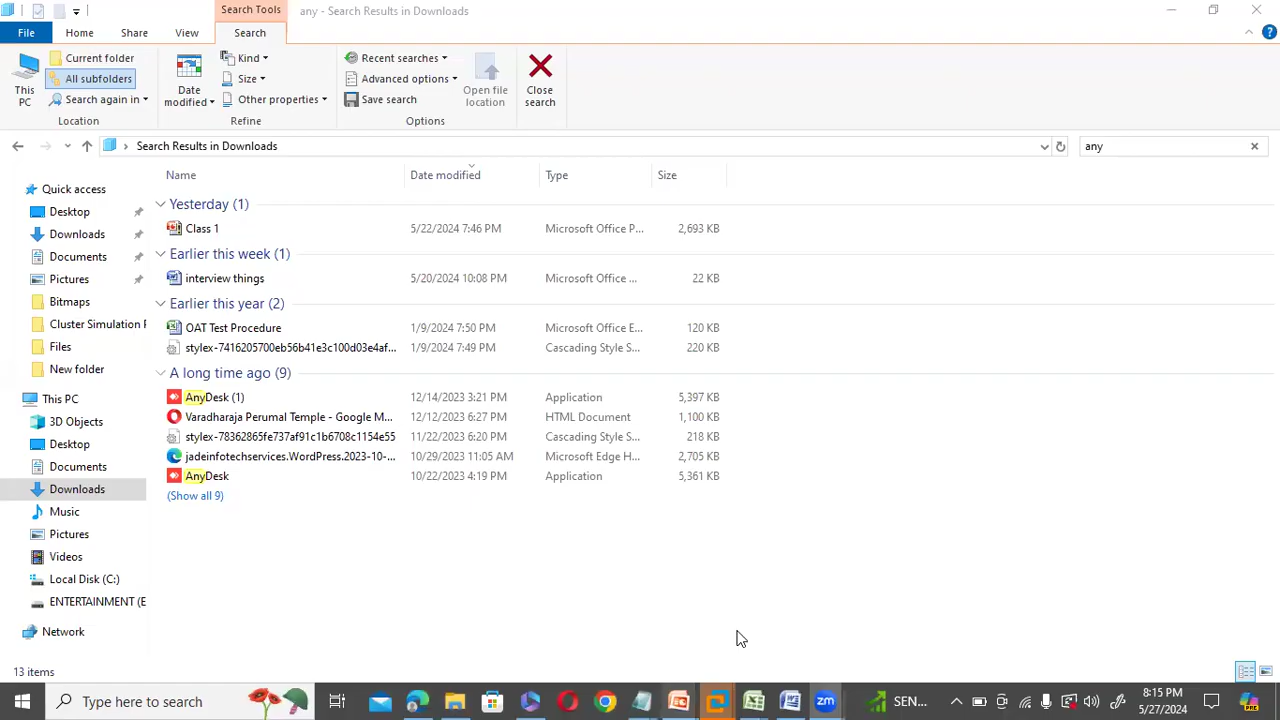 Search Tools
any - Search Results in Downloads
File Home Share View Search
This PC
Current folder
All subfolders
Search again in
Location
Date modified
Kind
Size
Other properties
Refine
Recent searches
Advanced options
Save search
Options
Open file location
Close search
Search Results in Downloads
any
Name Date modified Type Size
Quick access
Desktop
Downloads
Documents
Pictures
Bitmaps
Cluster Simulation F
Files
New folder
This PC
3D Objects
Desktop
Documents
Downloads
Music
Pictures
Videos
Local Disk (C:)
ENTERTAINMENT (E
Network
Yesterday (1)
Class 1 5/22/2024 7:46 PM Microsoft Office P... 2,693 KB
Earlier this week (1)
interview things 5/20/2024 10:08 PM Microsoft Office ... 22 KB
Earlier this year (2)
OAT Test Procedure 1/9/2024 7:50 PM Microsoft Office E... 120 KB
stylex-7416205700eb56b41e3c100d03e4af... 1/9/2024 7:49 PM Cascading Style S... 220 KB
A long time ago (9)
AnyDesk (1) 12/14/2023 3:21 PM Application 5,397 KB
Varadharaja Perumal Temple - Google M... 12/12/2023 6:27 PM HTML Document 1,100 KB
stylex-78362865fe737af91c1b6708c1154e55 11/22/2023 6:20 PM Cascading Style S... 218 KB
jadeinfotechservices.WordPress.2023-10-... 10/29/2023 11:05 AM Microsoft Edge H... 2,705 KB
AnyDesk 10/22/2023 4:19 PM Application 5,361 KB
(Show all 9)
13 items
Type here to search
zm
SEN...
8:15 PM
5/27/2024
PRE